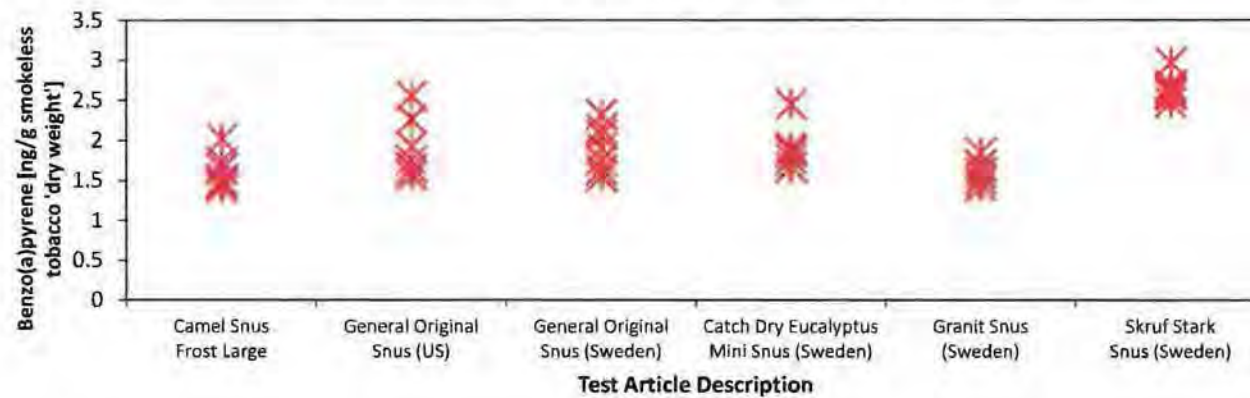 Benzo(a)pyrene [ng/g smokeless
tobacco 'dry weight']
3.5
3
2.5
2
1.5
1
0.5
0
Camel Snus
Frost Large
General Original
Snus (US)
General Original
Snus (Sweden)
Catch Dry Eucalyptus
Mini Snus (Sweden)
Granit Snus
(Sweden)
Skruf Stark
Snus (Sweden)
Test Article Description